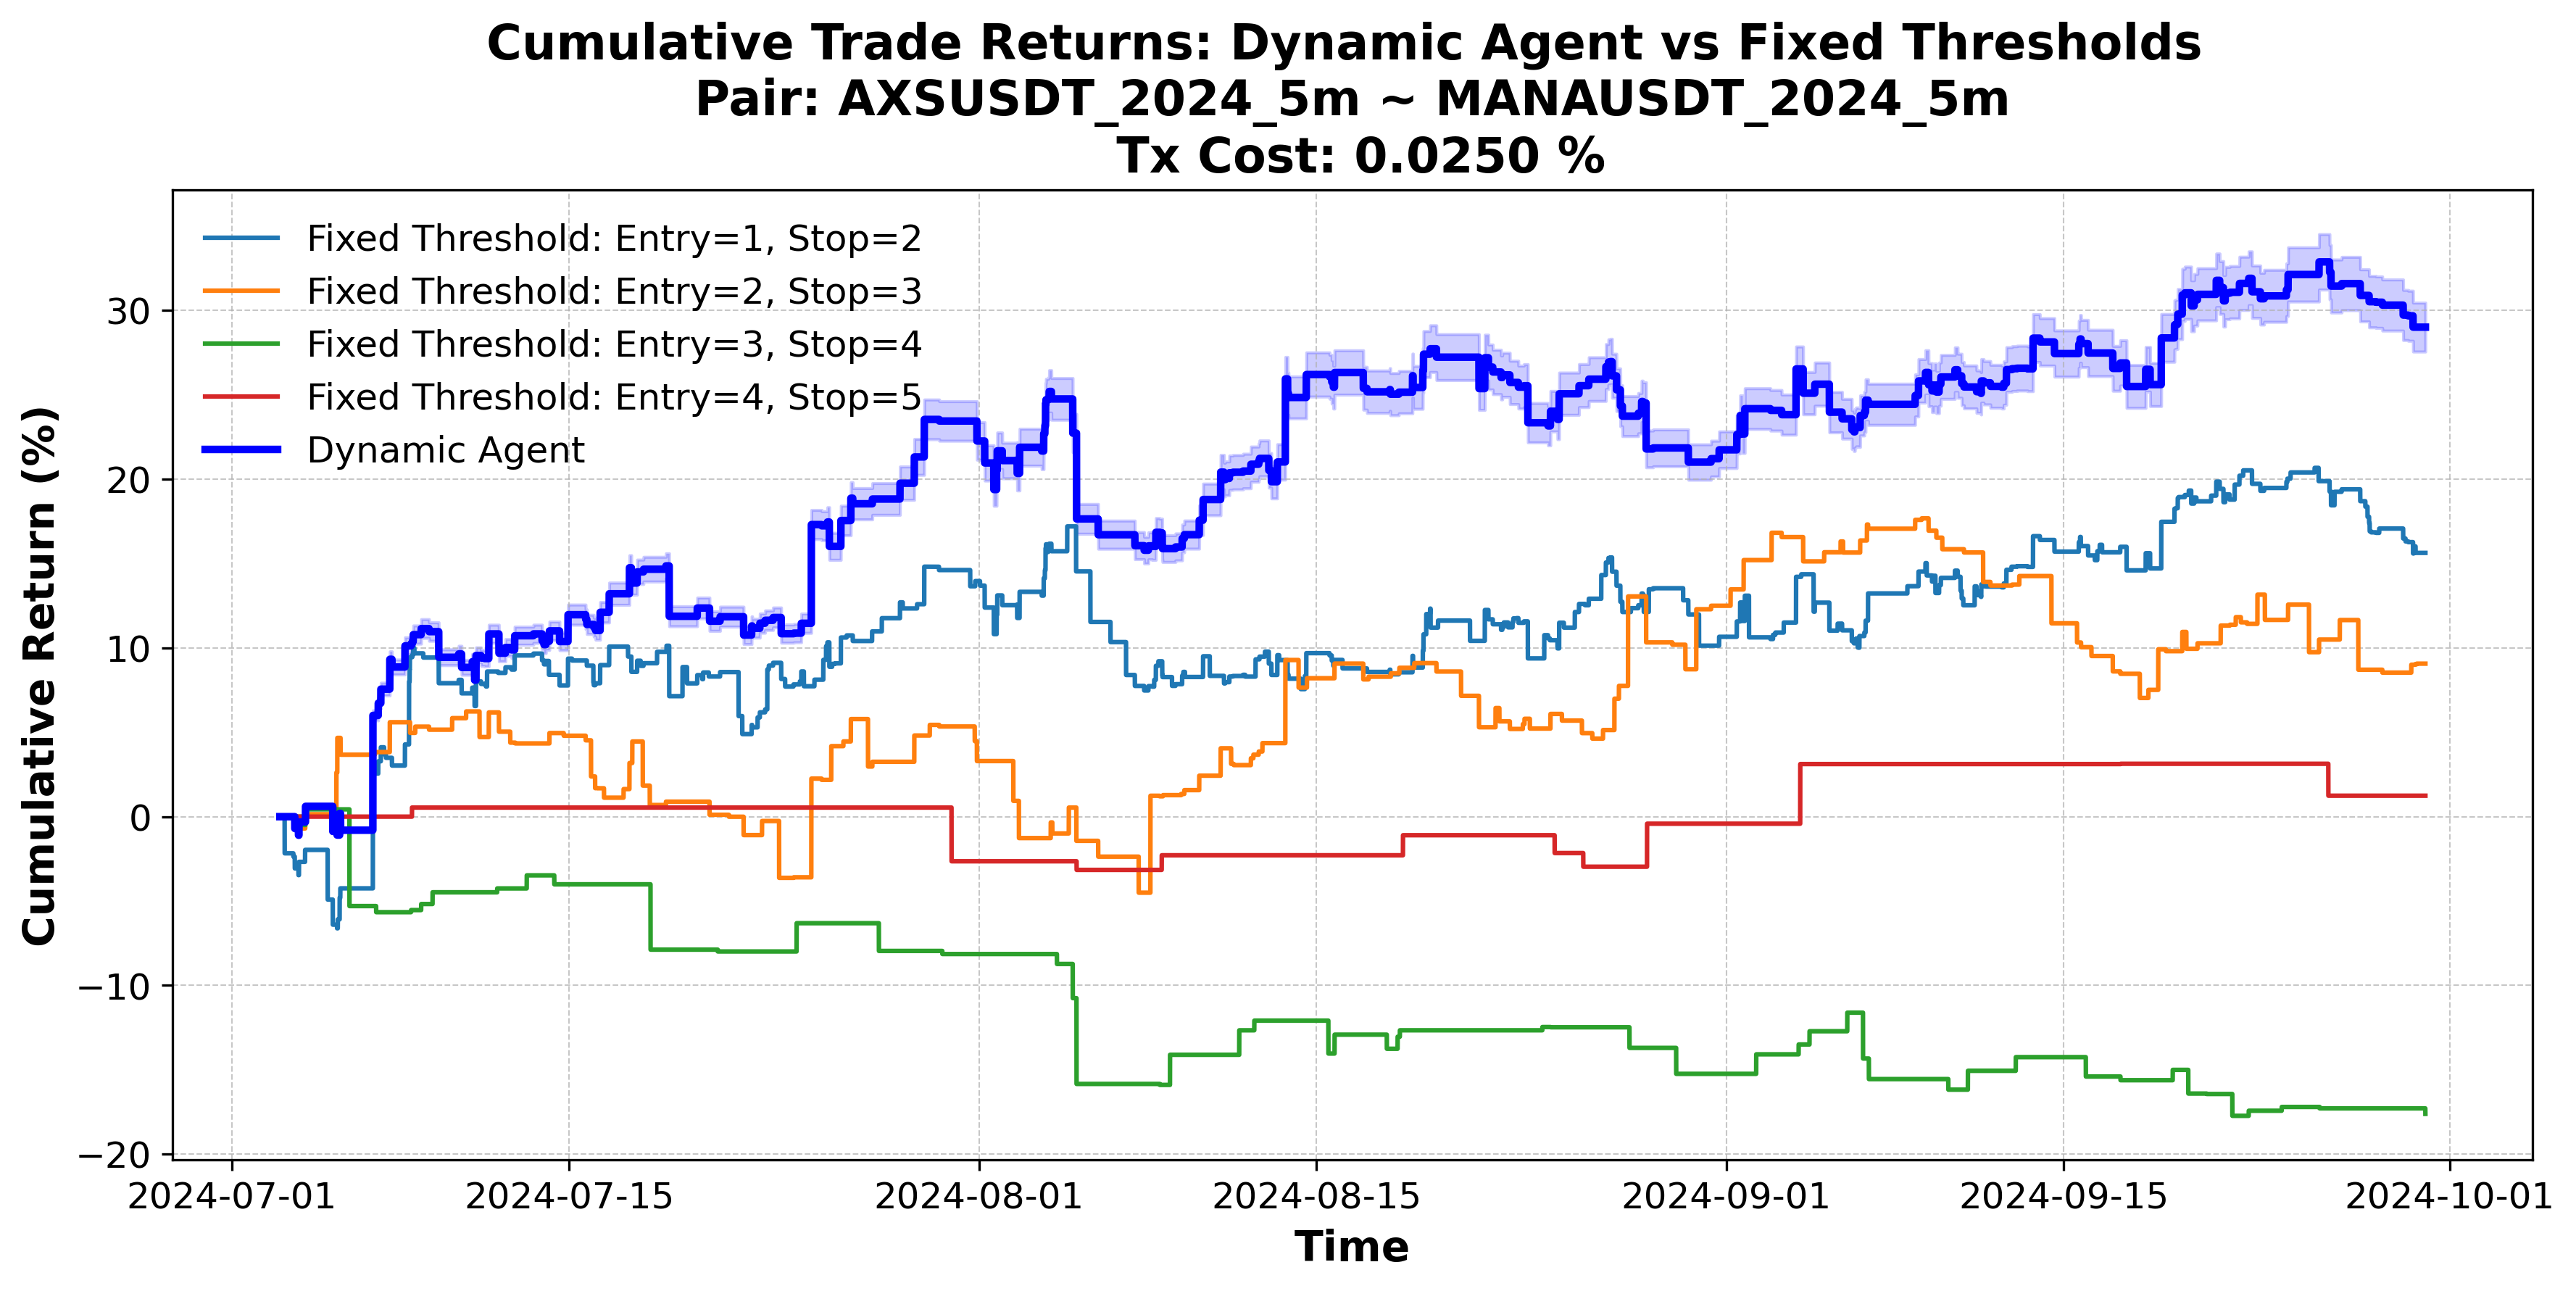 Cumulative Trade Returns: Dynamic Agent vs Fixed Thresholds
Pair: AXSUSDT_2024_5m ~ MANAUSDT_2024_5m
Tx Cost: 0.0250 %
Fixed Threshold: Entry=1, Stop=2
Fixed Threshold: Entry=2, Stop=3
Fixed Threshold: Entry=3, Stop=4
Fixed Threshold: Entry=4, Stop=5
Dynamic Agent
Cumulative Return (%)
30
20
10
0
−10
−20
2024-07-01
2024-07-15
2024-08-01
2024-08-15
2024-09-01
2024-09-15
2024-10-01
Time